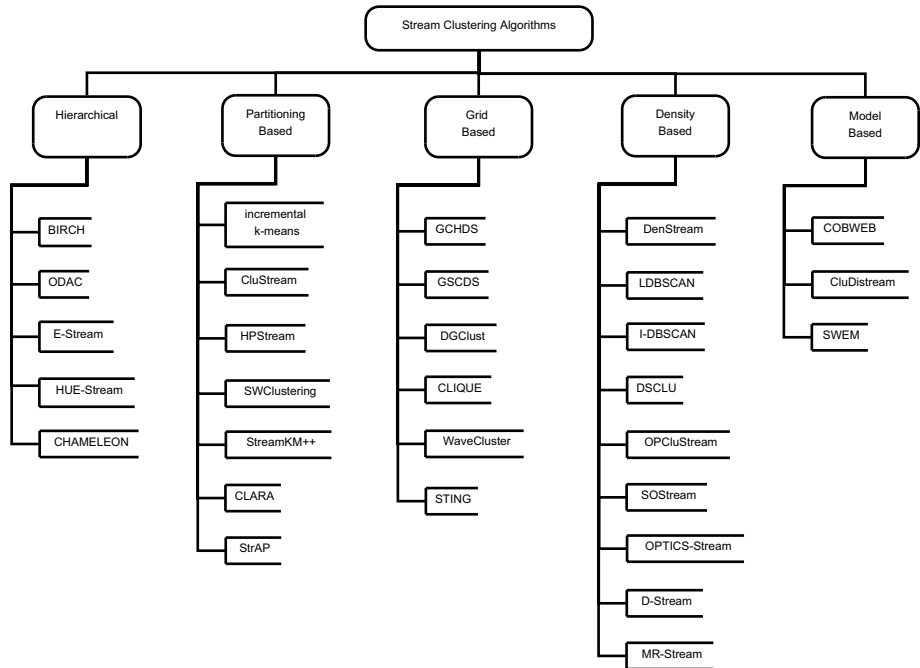 Stream Clustering Algorithms
Hierarchical
Partitioning
Based
Grid
Based
Density
Based
Model
Based
BIRCH
ODAC
E-Stream
HUE-Stream
CHAMELEON
incremental
k-means
CluStream
HPStream
SWClustering
StreamKM++
CLARA
StrAP
GCHDS
GSCDS
DGClust
CLIQUE
WaveCluster
STING
DenStream
LDBSCAN
I-DBSCAN
DSCLU
OPCluStream
SOStream
OPTICS-Stream
D-Stream
MR-Stream
COBWEB
CluDistream
SWEM